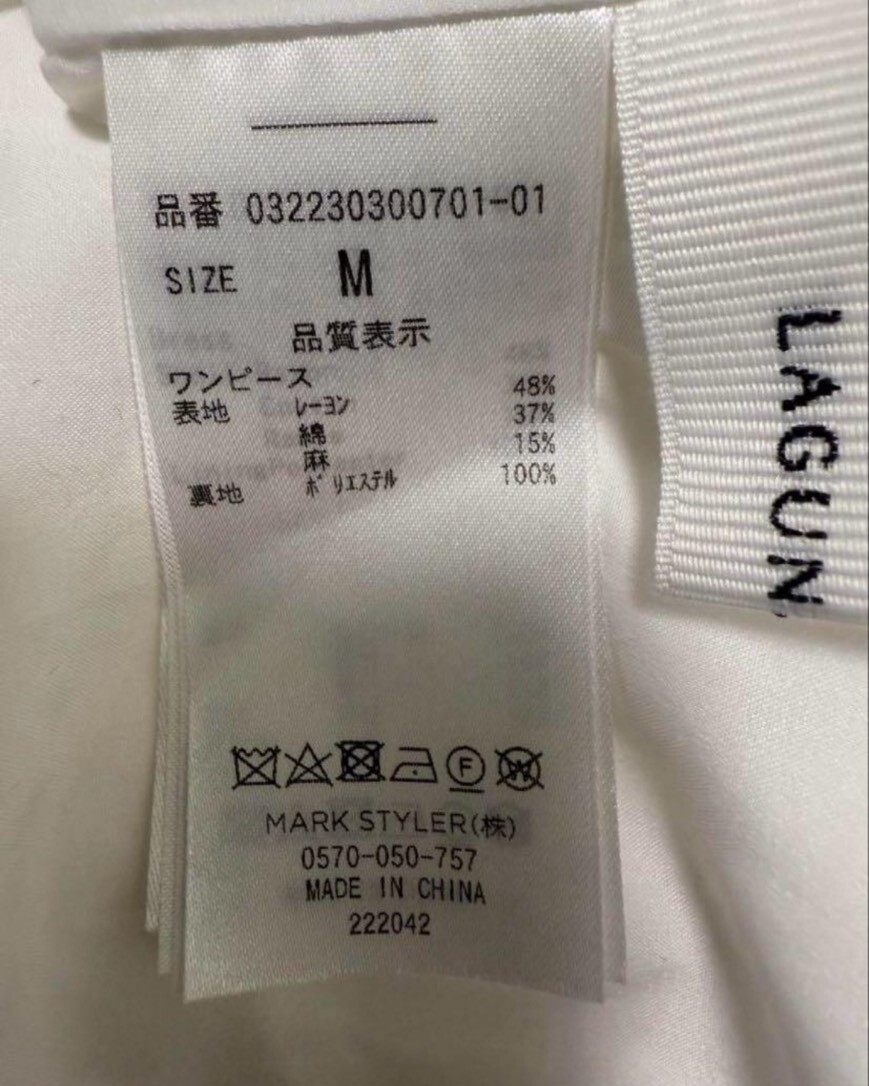 品番 032230300701-01
SIZE M
品質表示
ワンピース
表地 レーヨン 48%
綿 37%
麻 15%
裏地 ポリエステル 100%
F
W
MARK STYLER(株)
0570-050-757
MADE IN CHINA
222042
LAGUN